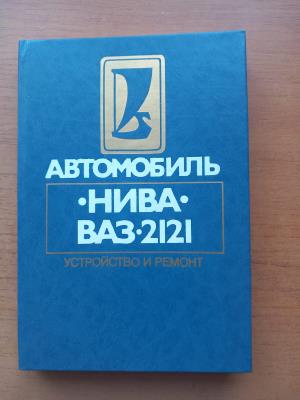 АВТОМОБИЛЬ
·НИВА·
ВАЗ·2121
УСТРОЙСТВО И РЕМОНТ